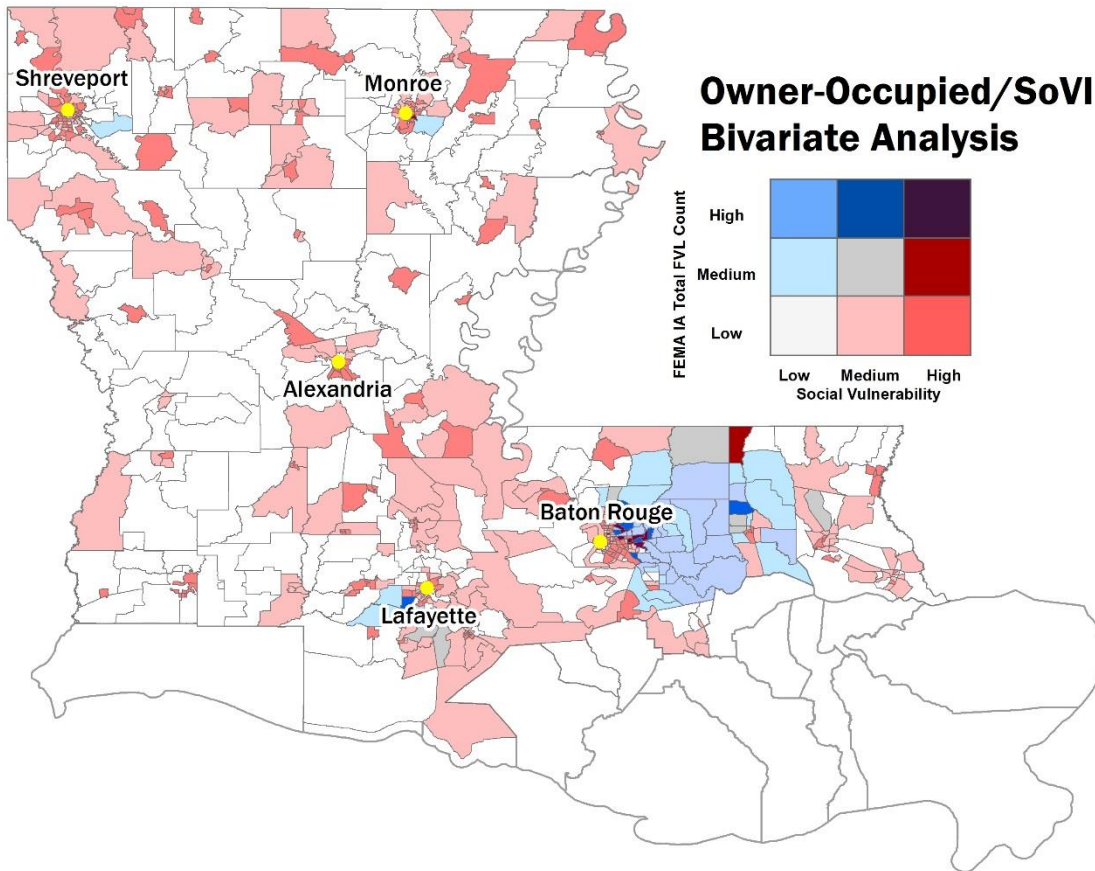 Shreveport
Monroe
Owner-Occupied/SoVI
Bivariate Analysis
FEMA IA Total FVL Count
High
Medium
Low
Low
Medium
High
Social Vulnerability
Alexandria
Baton Rouge
Lafayette